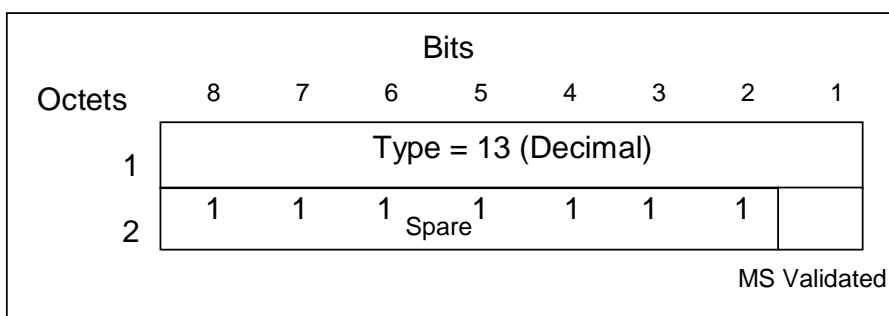 Bits
Octets 8 7 6 5 4 3 2 1
1 Type = 13 (Decimal)
2 1 1 1 1 1 1 1
Spare
MS Validated